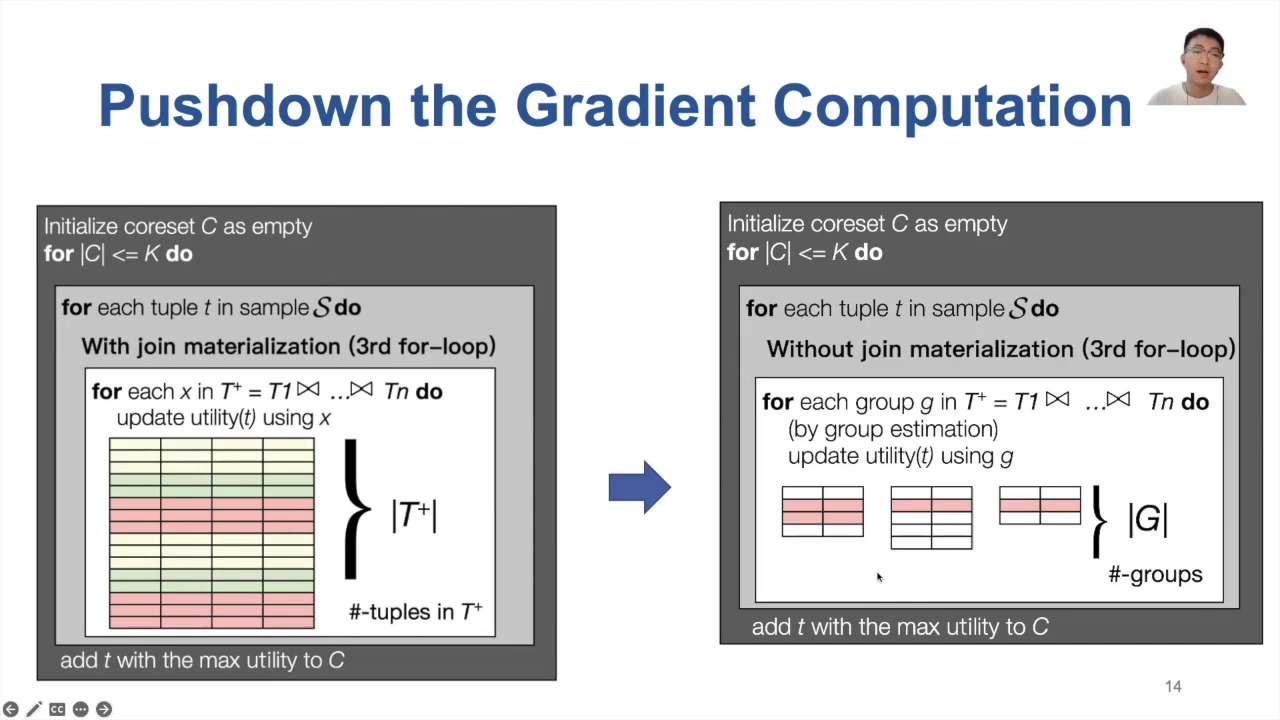 Pushdown the Gradient Computation
Initialize coreset C as empty
for |C| <= K do
for each tuple t in sample 𝒮 do
With join materialization (3rd for-loop)
for each x in T⁺ = T1 ⋈ ...⋈ Tn do
update utility(t) using x
|T⁺|
#-tuples in T⁺
add t with the max utility to C
Initialize coreset C as empty
for |C| <= K do
for each tuple t in sample 𝒮 do
Without join materialization (3rd for-loop)
for each group g in T⁺ = T1 ⋈ ...⋈ Tn do
(by group estimation)
update utility(t) using g
|G|
#-groups
add t with the max utility to C
14
CC